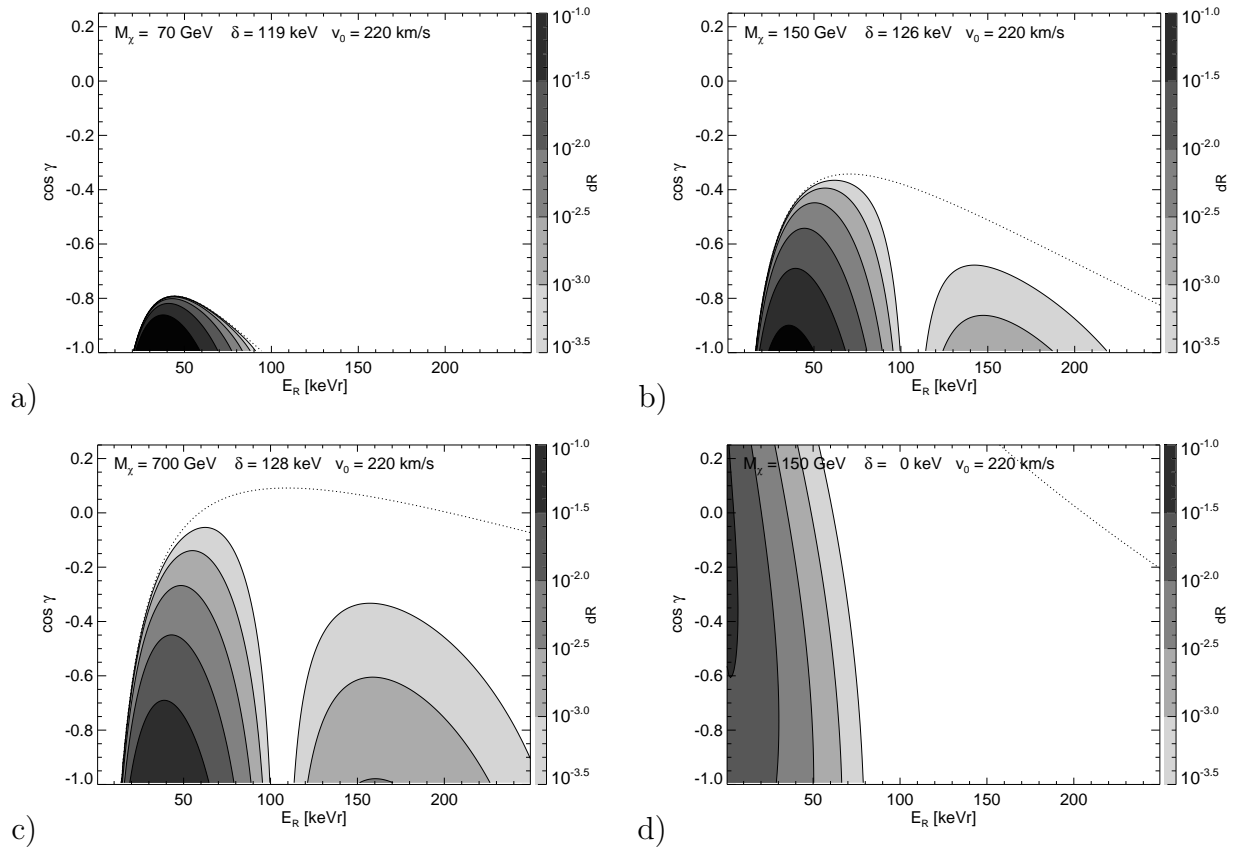 M_χ = 70 GeV δ = 119 keV v_0 = 220 km/s
0.2
0.0
-0.2
-0.4
-0.6
-0.8
-1.0
cos γ
50 100 150 200
E_R [keVr]
10^-1.0
10^-1.5
10^-2.0
10^-2.5
10^-3.0
10^-3.5
dR
a)
M_χ = 150 GeV δ = 126 keV v_0 = 220 km/s
0.2
0.0
-0.2
-0.4
-0.6
-0.8
-1.0
cos γ
50 100 150 200
E_R [keVr]
10^-1.0
10^-1.5
10^-2.0
10^-2.5
10^-3.0
10^-3.5
dR
b)
M_χ = 700 GeV δ = 128 keV v_0 = 220 km/s
0.2
0.0
-0.2
-0.4
-0.6
-0.8
-1.0
cos γ
50 100 150 200
E_R [keVr]
10^-1.0
10^-1.5
10^-2.0
10^-2.5
10^-3.0
10^-3.5
dR
c)
M_χ = 150 GeV δ = 0 keV v_0 = 220 km/s
0.2
0.0
-0.2
-0.4
-0.6
-0.8
-1.0
cos γ
50 100 150 200
E_R [keVr]
10^-1.0
10^-1.5
10^-2.0
10^-2.5
10^-3.0
10^-3.5
dR
d)